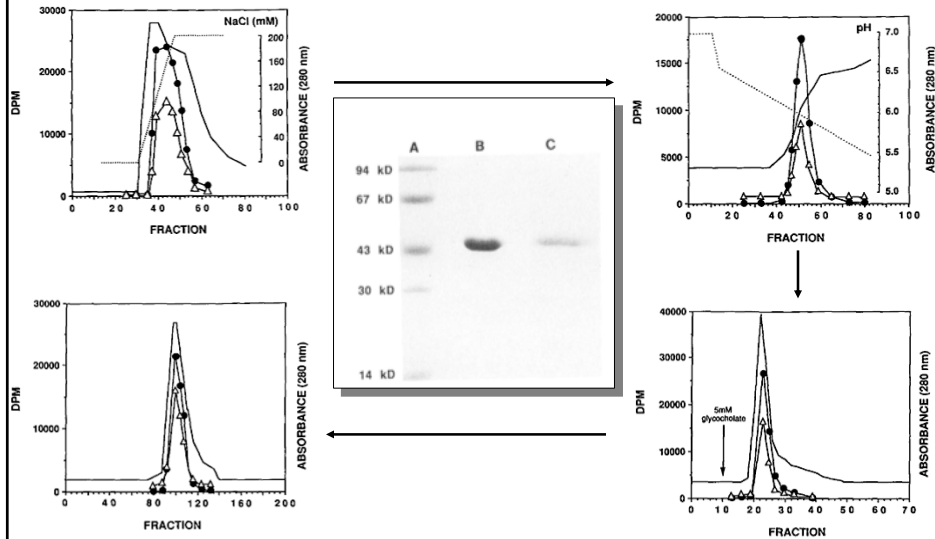 NaCl (mM)
30000
20000
10000
0
200
160
120
80
40
0
DPM
ABSORBANCE (280 nm)
0 20 40 60 80 100
FRACTION
pH
20000
15000
10000
5000
0
7.0
6.5
6.0
5.5
5.0
DPM
ABSORBANCE (280 nm)
0 20 40 60 80 100
FRACTION
A B C
94 kD
67 kD
43 kD
30 kD
14 kD
30000
20000
10000
0
DPM
ABSORBANCE (280 nm)
0 40 80 120 160 200
FRACTION
40000
30000
20000
10000
0
5mM
glycocholate
DPM
ABSORBANCE (280 nm)
0 10 20 30 40 50 60 70
FRACTION